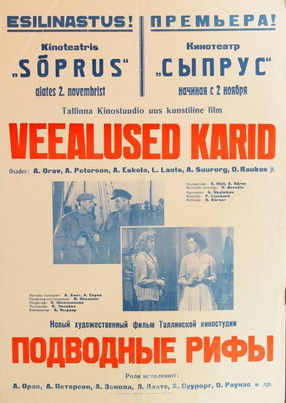 ESILINASTUS!
ПРЕМЬЕРА!
Kinoteatris
„SÕPRUS“
alates 2. novembrist
Кинотеатр
„СЫПРУС“
начиная с 2 ноября
Tallinna Kinostuudio uus kunstiline film
VEEALUSED KARID
Osades: A. Orav, A. Peterson, A. Eskola, L. Laats, A. Suurorg, O. Raukas jt.
Новый художественный фильм Таллинской киностудии
ПОДВОДНЫЕ РИФЫ
Роли исполняют:
А. Орав, А. Петерсон, А. Эскола, Л. Лаатс, А. Сууророг, О. Раукас и др.